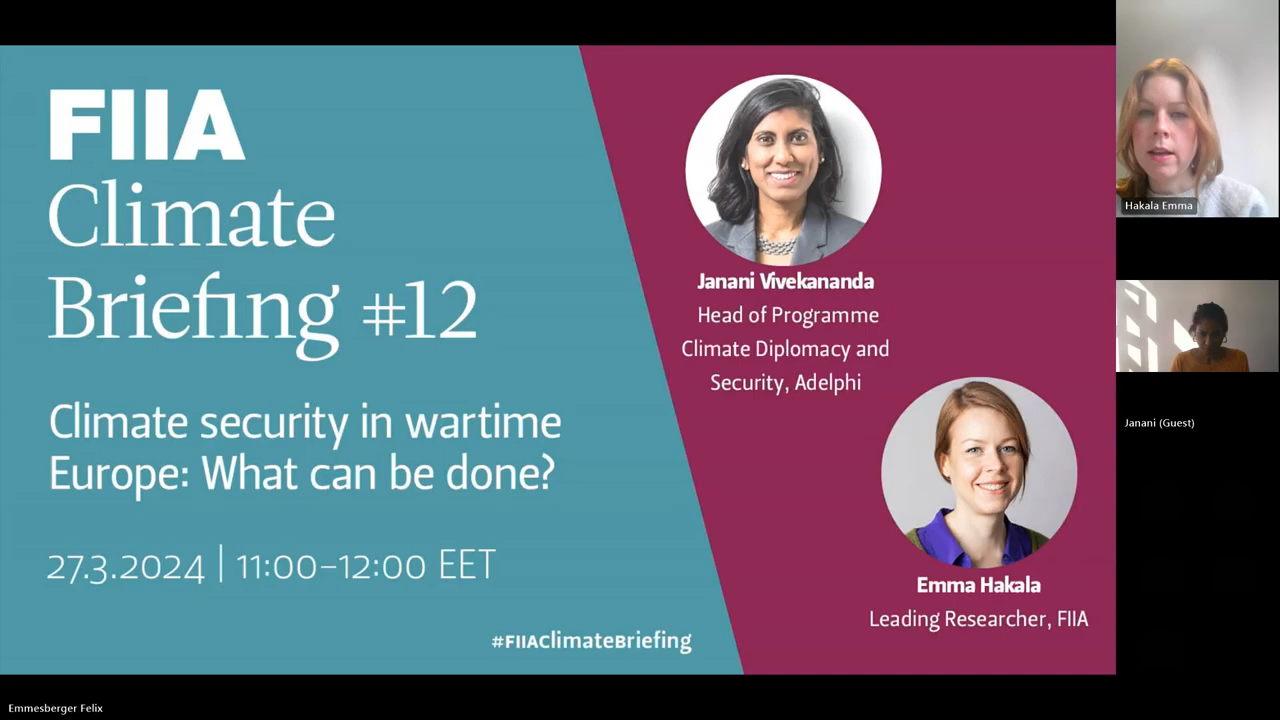 FIIA
Climate
Briefing #12
Climate security in wartime
Europe: What can be done?
27.3.2024 | 11:00–12:00 EET
#FIIAClimateBriefing
Janani Vivekananda
Head of Programme
Climate Diplomacy and
Security, Adelphi
Emma Hakala
Leading Researcher, FIIA
Hakala Emma
Janani (Guest)
Emmesberger Felix